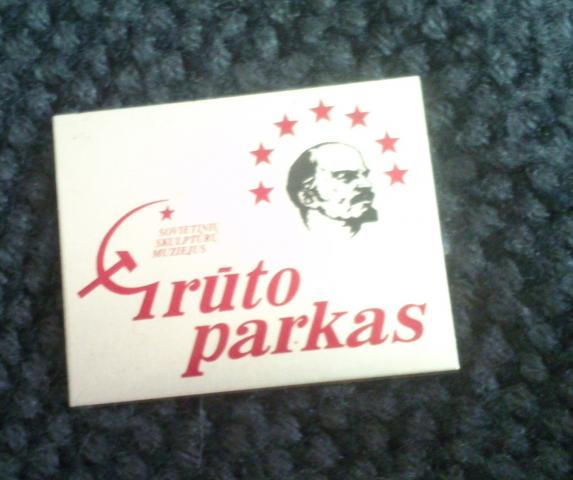 SOVIETINIŲ
SKULPTŪRŲ
MUZIEJUS
Grūto
parkas